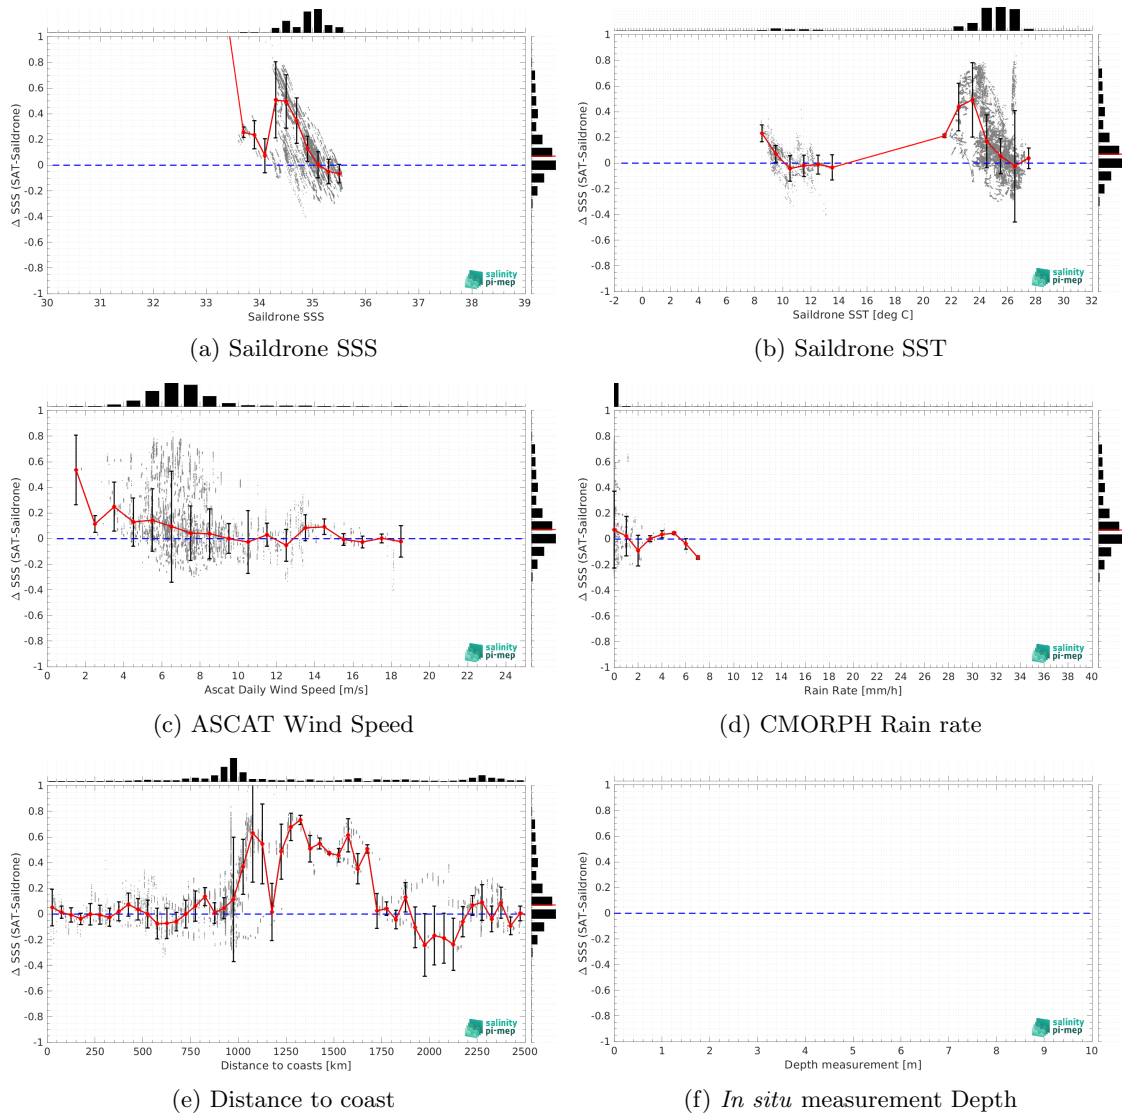 1
0.8
0.6
0.4
0.2
0
-0.2
-0.4
-0.6
-0.8
-1
Δ SSS (SAT-Saildrone)
30 31 32 33 34 35 36 37 38 39
Saildrone SSS
salinity
pi-mep
(a) Saildrone SSS
1
0.8
0.6
0.4
0.2
0
-0.2
-0.4
-0.6
-0.8
-1
Δ SSS (SAT-Saildrone)
-2 0 2 4 6 8 10 12 14 16 18 20 22 24 26 28 30 32
Saildrone SST [deg C]
salinity
pi-mep
(b) Saildrone SST
1
0.8
0.6
0.4
0.2
0
-0.2
-0.4
-0.6
-0.8
-1
Δ SSS (SAT-Saildrone)
0 2 4 6 8 10 12 14 16 18 20 22 24
Ascat Daily Wind Speed [m/s]
salinity
pi-mep
(c) ASCAT Wind Speed
1
0.8
0.6
0.4
0.2
0
-0.2
-0.4
-0.6
-0.8
-1
Δ SSS (SAT-Saildrone)
0 2 4 6 8 10 12 14 16 18 20 22 24 26 28 30 32 34 36 38 40
Rain Rate [mm/h]
salinity
pi-mep
(d) CMORPH Rain rate
1
0.8
0.6
0.4
0.2
0
-0.2
-0.4
-0.6
-0.8
-1
Δ SSS (SAT-Saildrone)
0 250 500 750 1000 1250 1500 1750 2000 2250 2500
Distance to coasts [km]
salinity
pi-mep
(e) Distance to coast
1
0.8
0.6
0.4
0.2
0
-0.2
-0.4
-0.6
-0.8
-1
Δ SSS (SAT-Saildrone)
0 1 2 3 4 5 6 7 8 9 10
Depth measurement [m]
salinity
pi-mep
(f) In situ measurement Depth